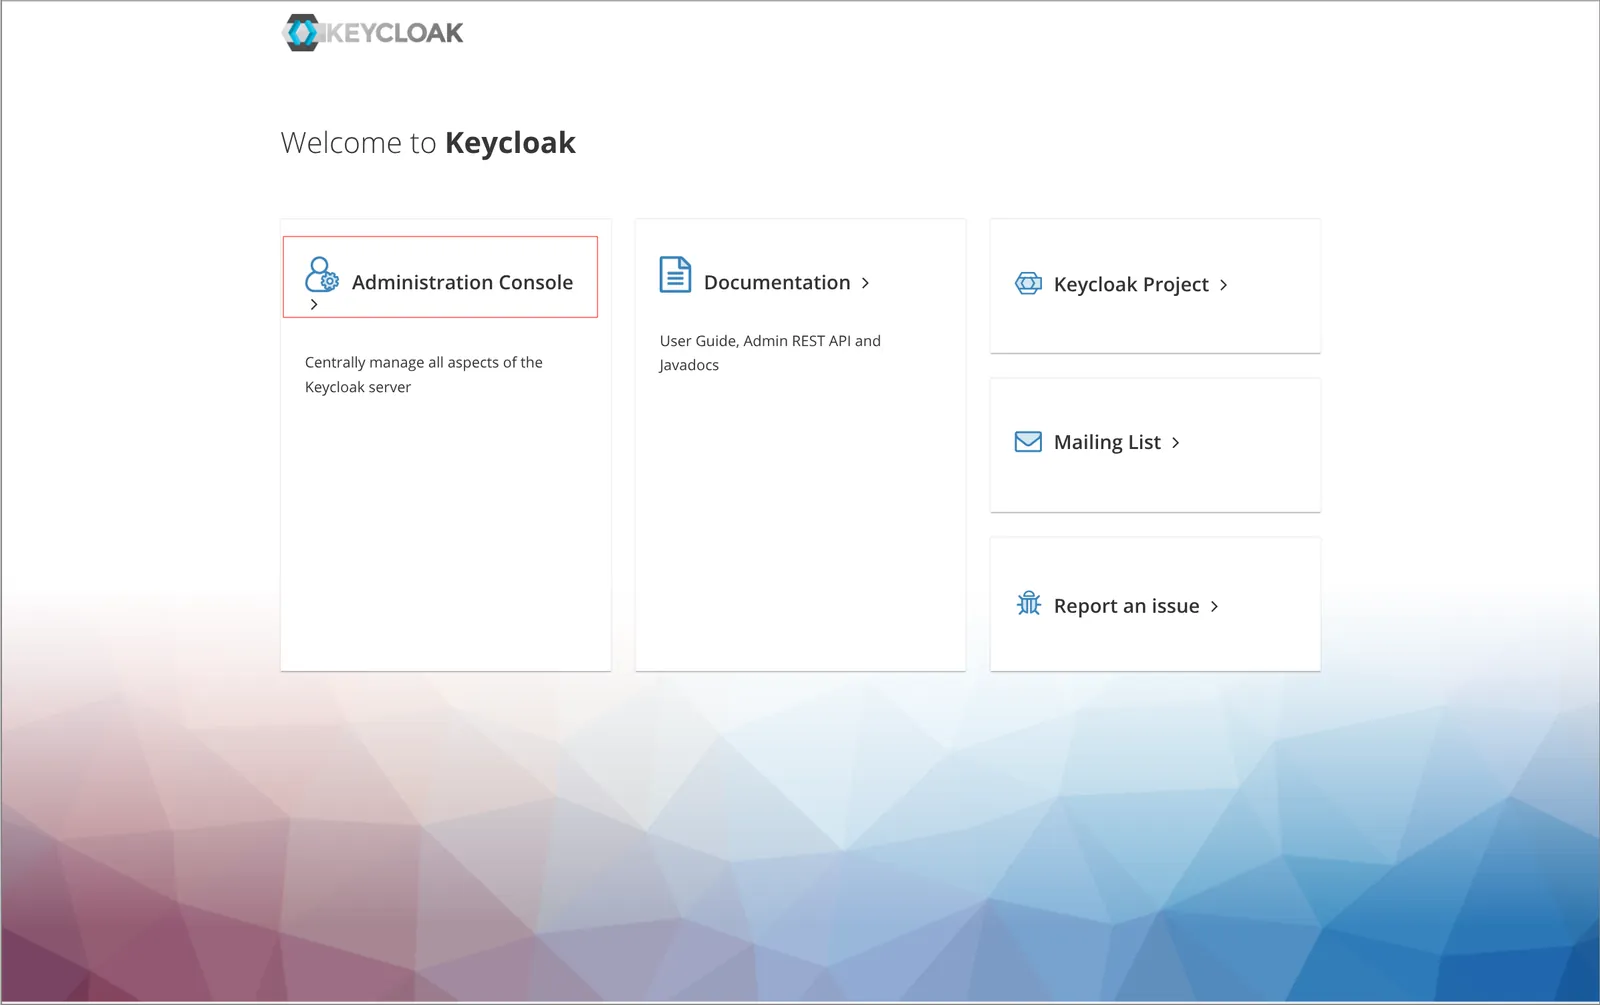 KEYCLOAK
Welcome to Keycloak
Administration Console
Centrally manage all aspects of the
Keycloak server
Documentation
User Guide, Admin REST API and
Javadocs
Keycloak Project
Mailing List
Report an issue